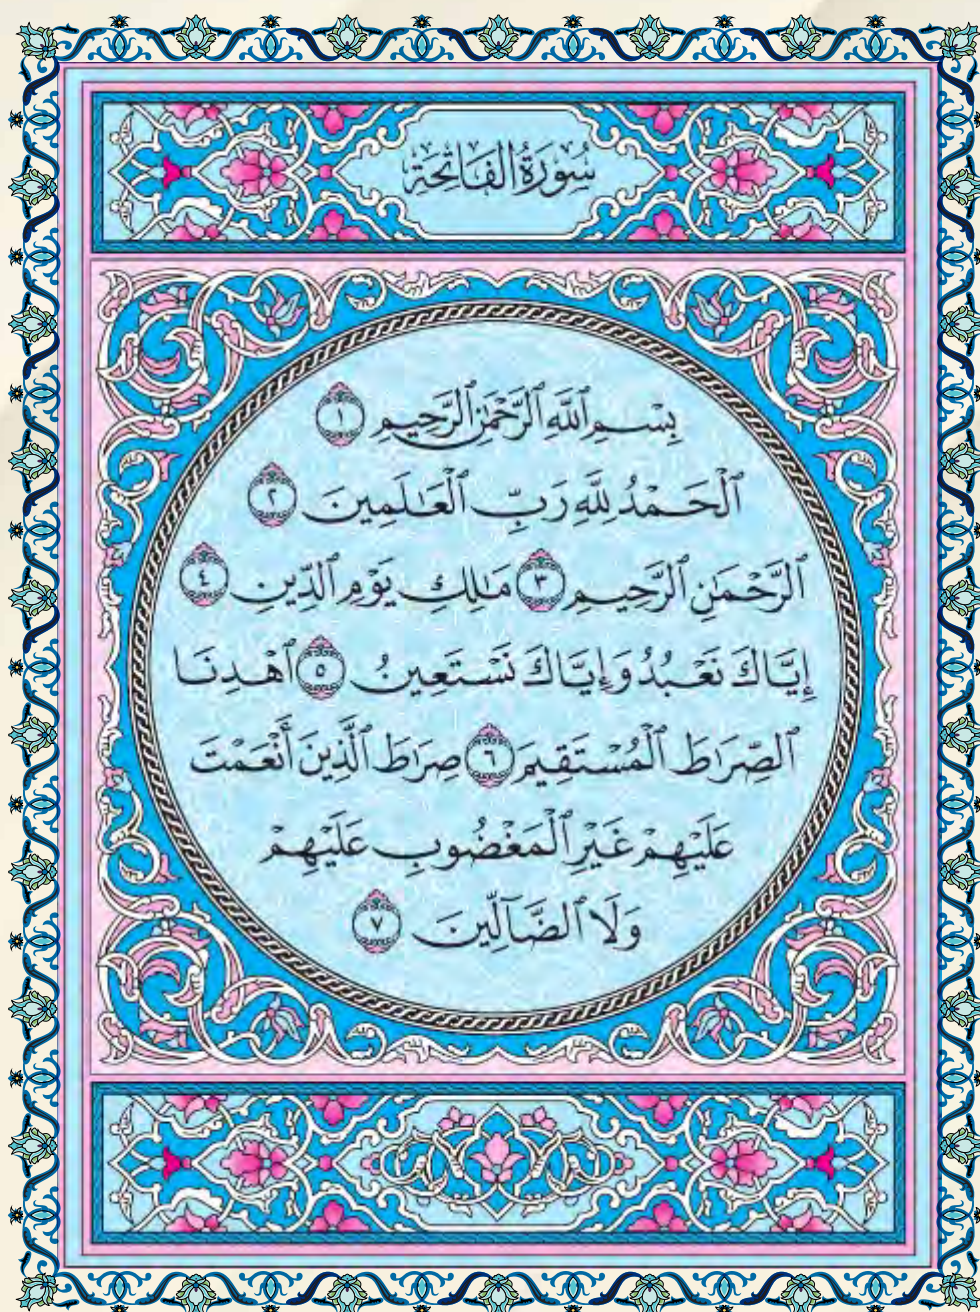 سُورَةُ الْفَاتِحَةِ
بِسْمِ ٱللَّهِ ٱلرَّحْمَٰنِ ٱلرَّحِيمِ ١
ٱلْحَمْدُ لِلَّهِ رَبِّ ٱلْعَٰلَمِينَ ٢
ٱلرَّحْمَٰنِ ٱلرَّحِيمِ ٣ مَٰلِكِ يَوْمِ ٱلدِّينِ ٤
إِيَّاكَ نَعْبُدُ وَإِيَّاكَ نَسْتَعِينُ ٥ ٱهْدِنَا
ٱلصِّرَٰطَ ٱلْمُسْتَقِيمَ ٦ صِرَٰطَ ٱلَّذِينَ أَنْعَمْتَ
عَلَيْهِمْ غَيْرِ ٱلْمَغْضُوبِ عَلَيْهِمْ
وَلَا ٱلضَّآلِّينَ ٧